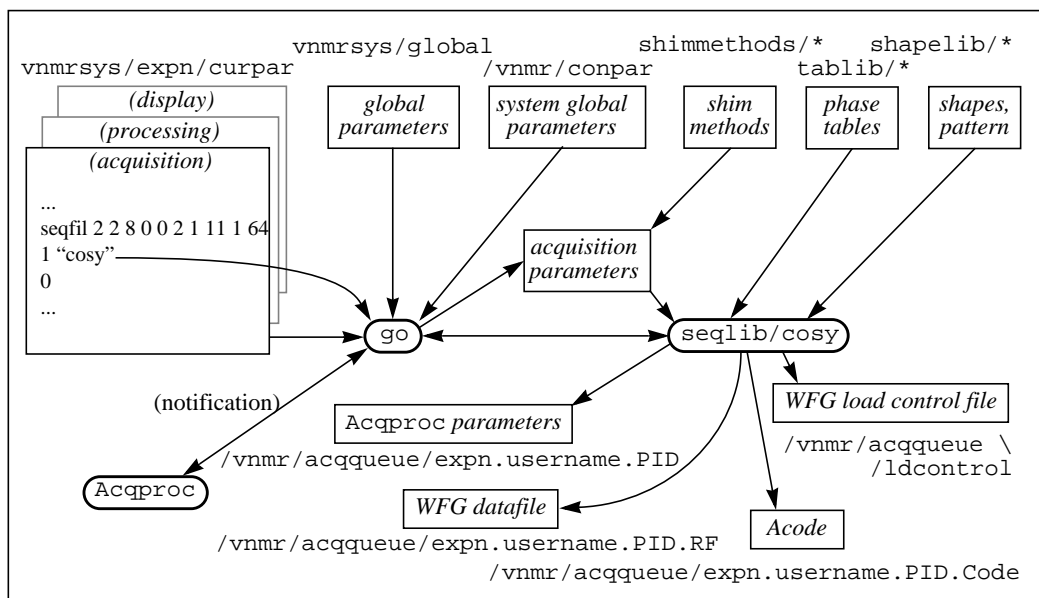 vnmrsys/global
shimmethods/*
shapelib/*
vnmrsys/expn/curpar
/vnmr/conpar
tablib/*
(display)
(processing)
(acquisition)
...
seqfil 2 2 8 0 0 2 1 11 1 64
1 “cosy”
0
...
global
parameters
system global
parameters
shim
methods
phase
tables
shapes,
pattern
acquisition
parameters
go
seqlib/cosy
(notification)
Acqproc
Acqproc parameters
/vnmr/acqqueue/expn.username.PID
WFG load control file
/vnmr/acqqueue \
/ldcontrol
WFG datafile
/vnmr/acqqueue/expn.username.PID.RF
Acode
/vnmr/acqqueue/expn.username.PID.Code